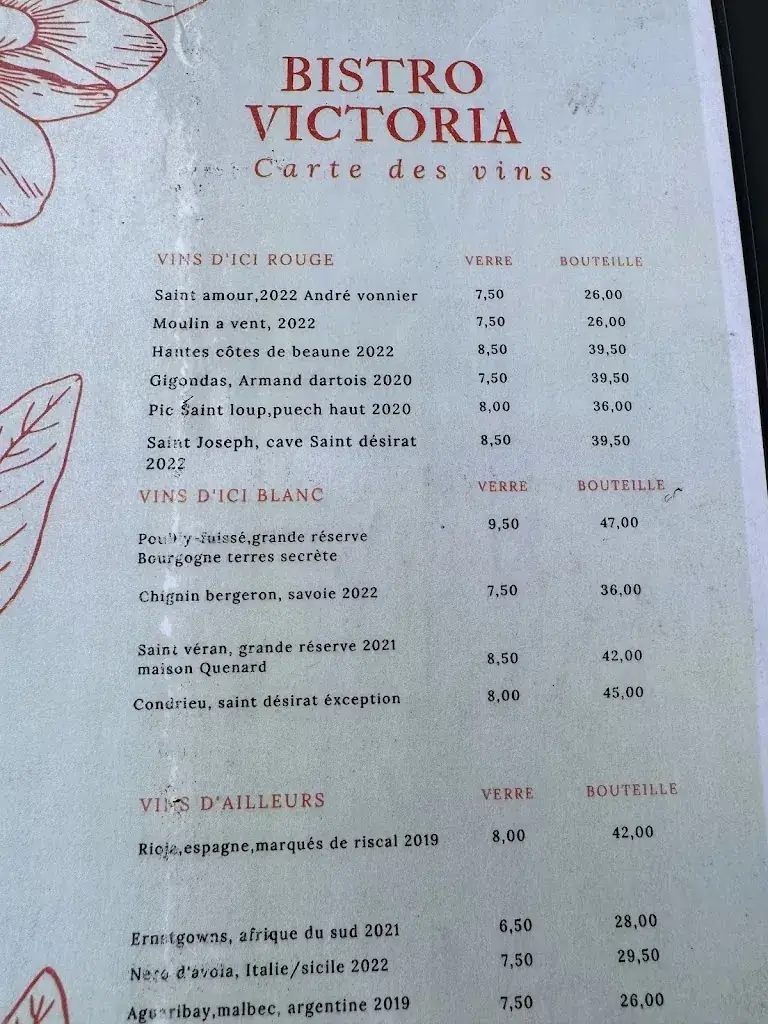 BISTRO
VICTORIA
Carte des vins
VINS D'ICI ROUGE VERRE BOUTEILLE
Saint amour,2022 André vonnier 7,50 26,00
Moulin a vent, 2022 7,50 26,00
Hautes côtes de beaune 2022 8,50 39,50
Gigondas, Armand dartois 2020 7,50 39,50
Pic Saint loup,puech haut 2020 8,00 36,00
Saint Joseph, cave Saint désirat 8,50 39,50
2022
VINS D'ICI BLANC VERRE BOUTEILLE
Pouilly-fuissé,grande réserve 9,50 47,00
Bourgogne terres secrète
Chignin bergeron, savoie 2022 7,50 36,00
Saint véran, grande réserve 2021
maison Quenard 8,50 42,00
Condrieu, saint désirat éxception 8,00 45,00
VINS D'AILLEURS VERRE BOUTEILLE
Rioja,espagne,marqués de riscal 2019 8,00 42,00
afrique du sud 2021 6,50 28,00
Nero d'avoia, Italie/sicile 2022 7,50 29,50
Aguaribay,malbec, argentine 2019 7,50 26,00